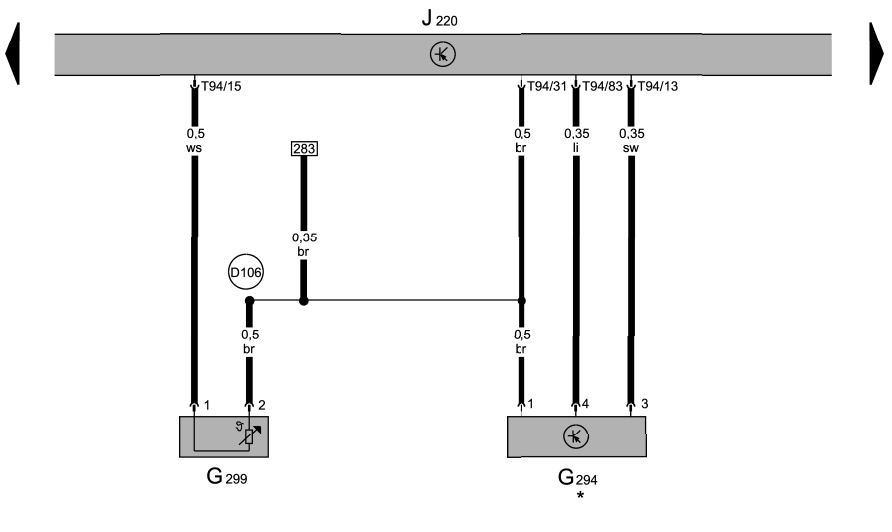 J 220
T94/15
T94/31
T94/83
T94/13
0,5
ws
0,5
br
0,35
li
0,35
sw
283
0,35
br
D106
0,5
br
0,5
br
1
2
1
4
3
ϑ
G 299
G 294
*